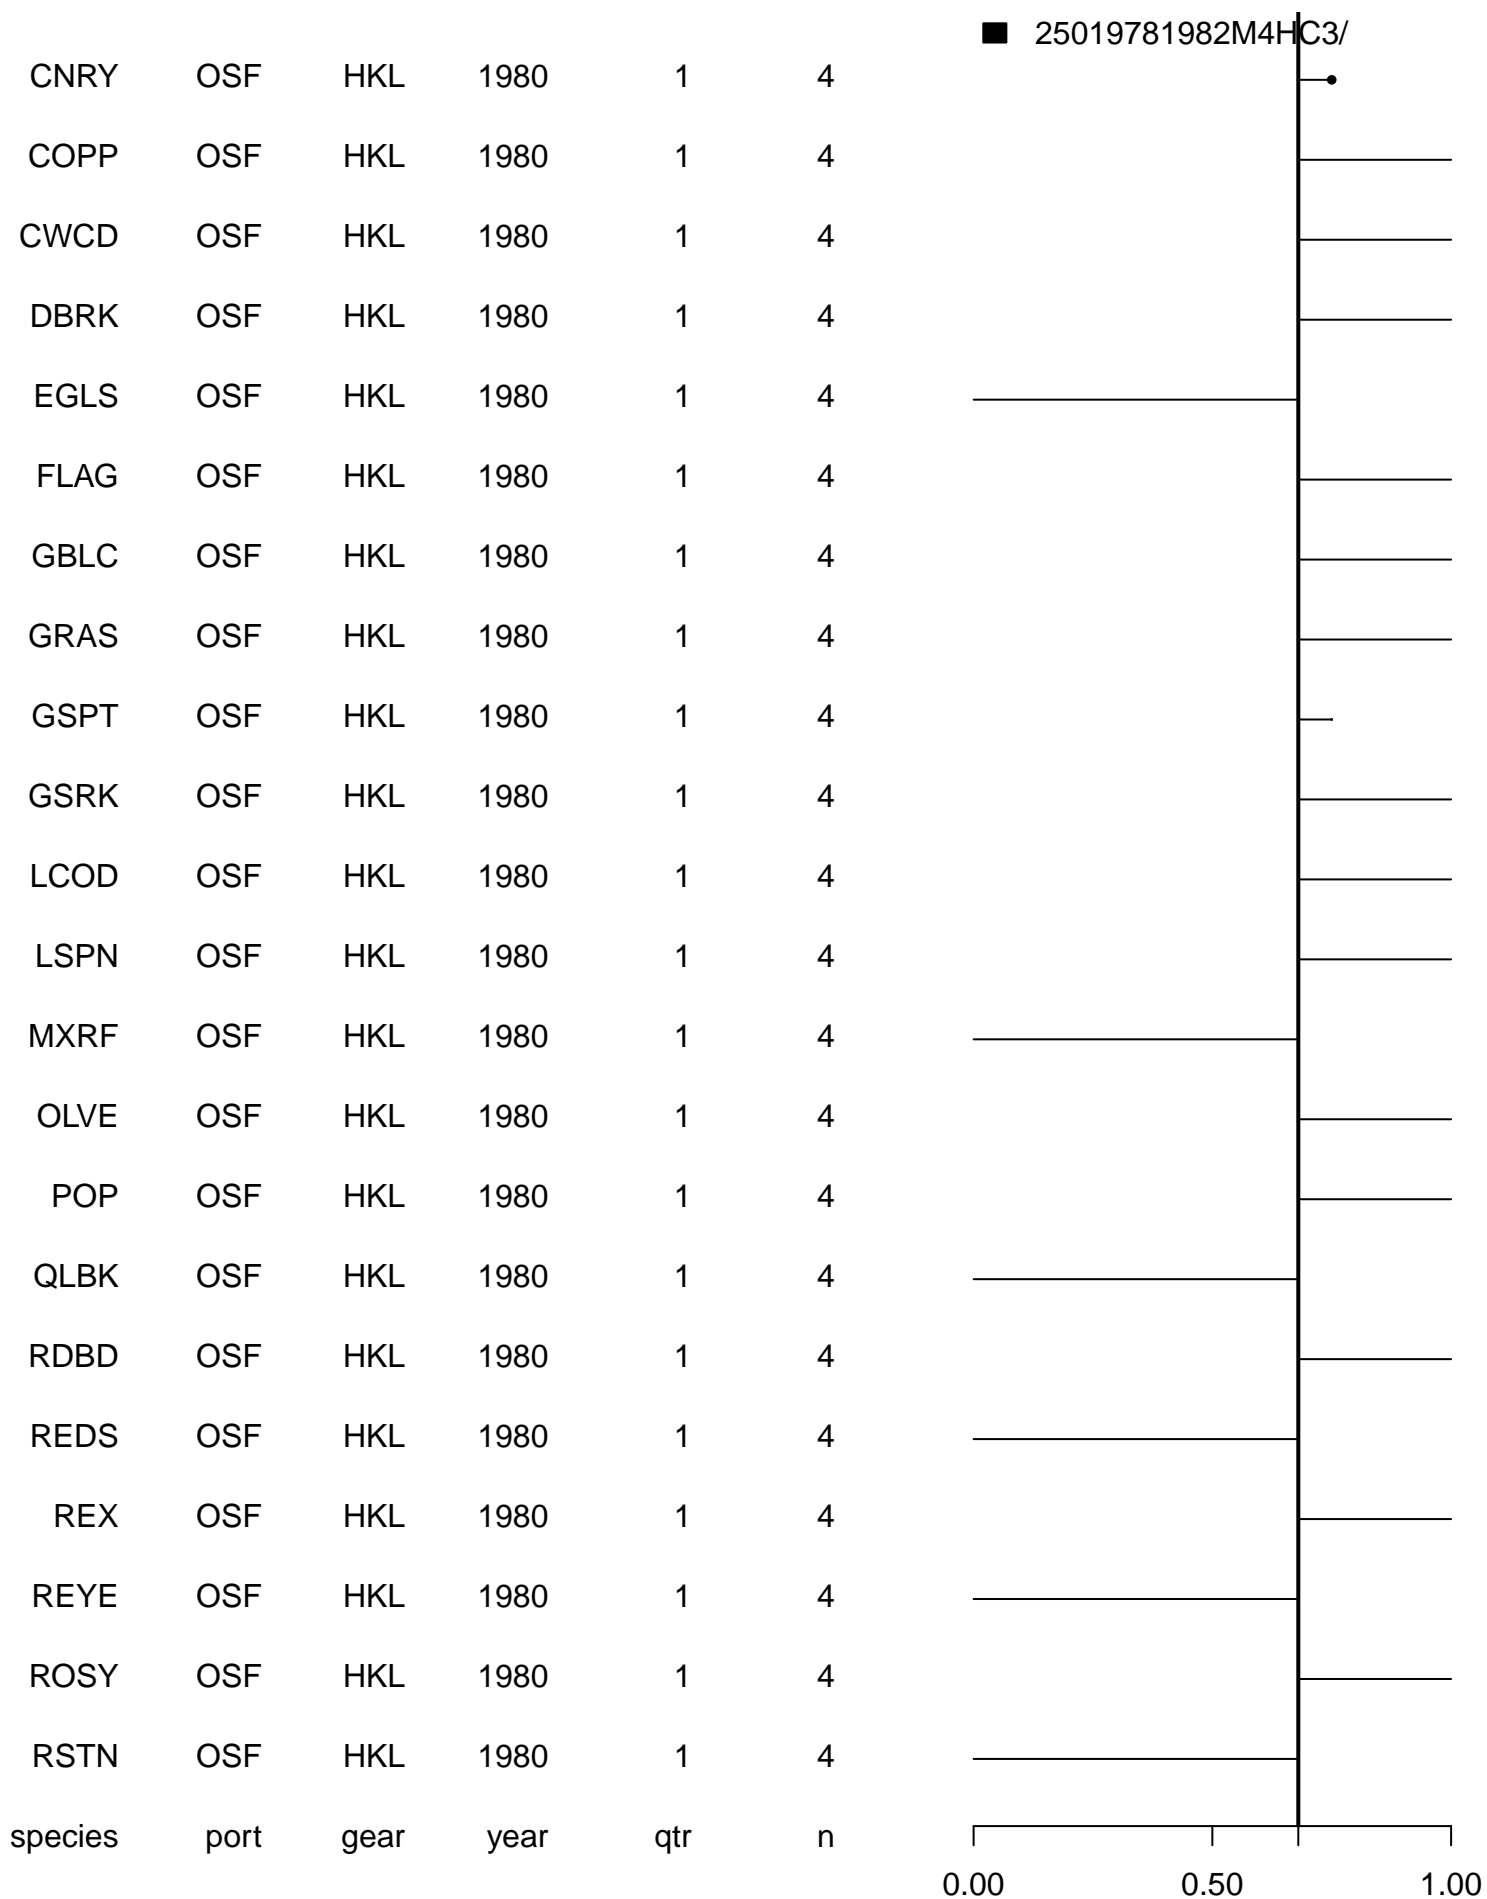 25019781982M4HC3/
CNRY OSF HKL 1980 1 4
COPP OSF HKL 1980 1 4
CWCD OSF HKL 1980 1 4
DBRK OSF HKL 1980 1 4
EGLS OSF HKL 1980 1 4
FLAG OSF HKL 1980 1 4
GBLC OSF HKL 1980 1 4
GRAS OSF HKL 1980 1 4
GSPT OSF HKL 1980 1 4
GSRK OSF HKL 1980 1 4
LCOD OSF HKL 1980 1 4
LSPN OSF HKL 1980 1 4
MXRF OSF HKL 1980 1 4
OLVE OSF HKL 1980 1 4
POP OSF HKL 1980 1 4
QLBK OSF HKL 1980 1 4
RDBD OSF HKL 1980 1 4
REDS OSF HKL 1980 1 4
REX OSF HKL 1980 1 4
REYE OSF HKL 1980 1 4
ROSY OSF HKL 1980 1 4
RSTN OSF HKL 1980 1 4
species port gear year qtr n
0.00 0.50 1.00